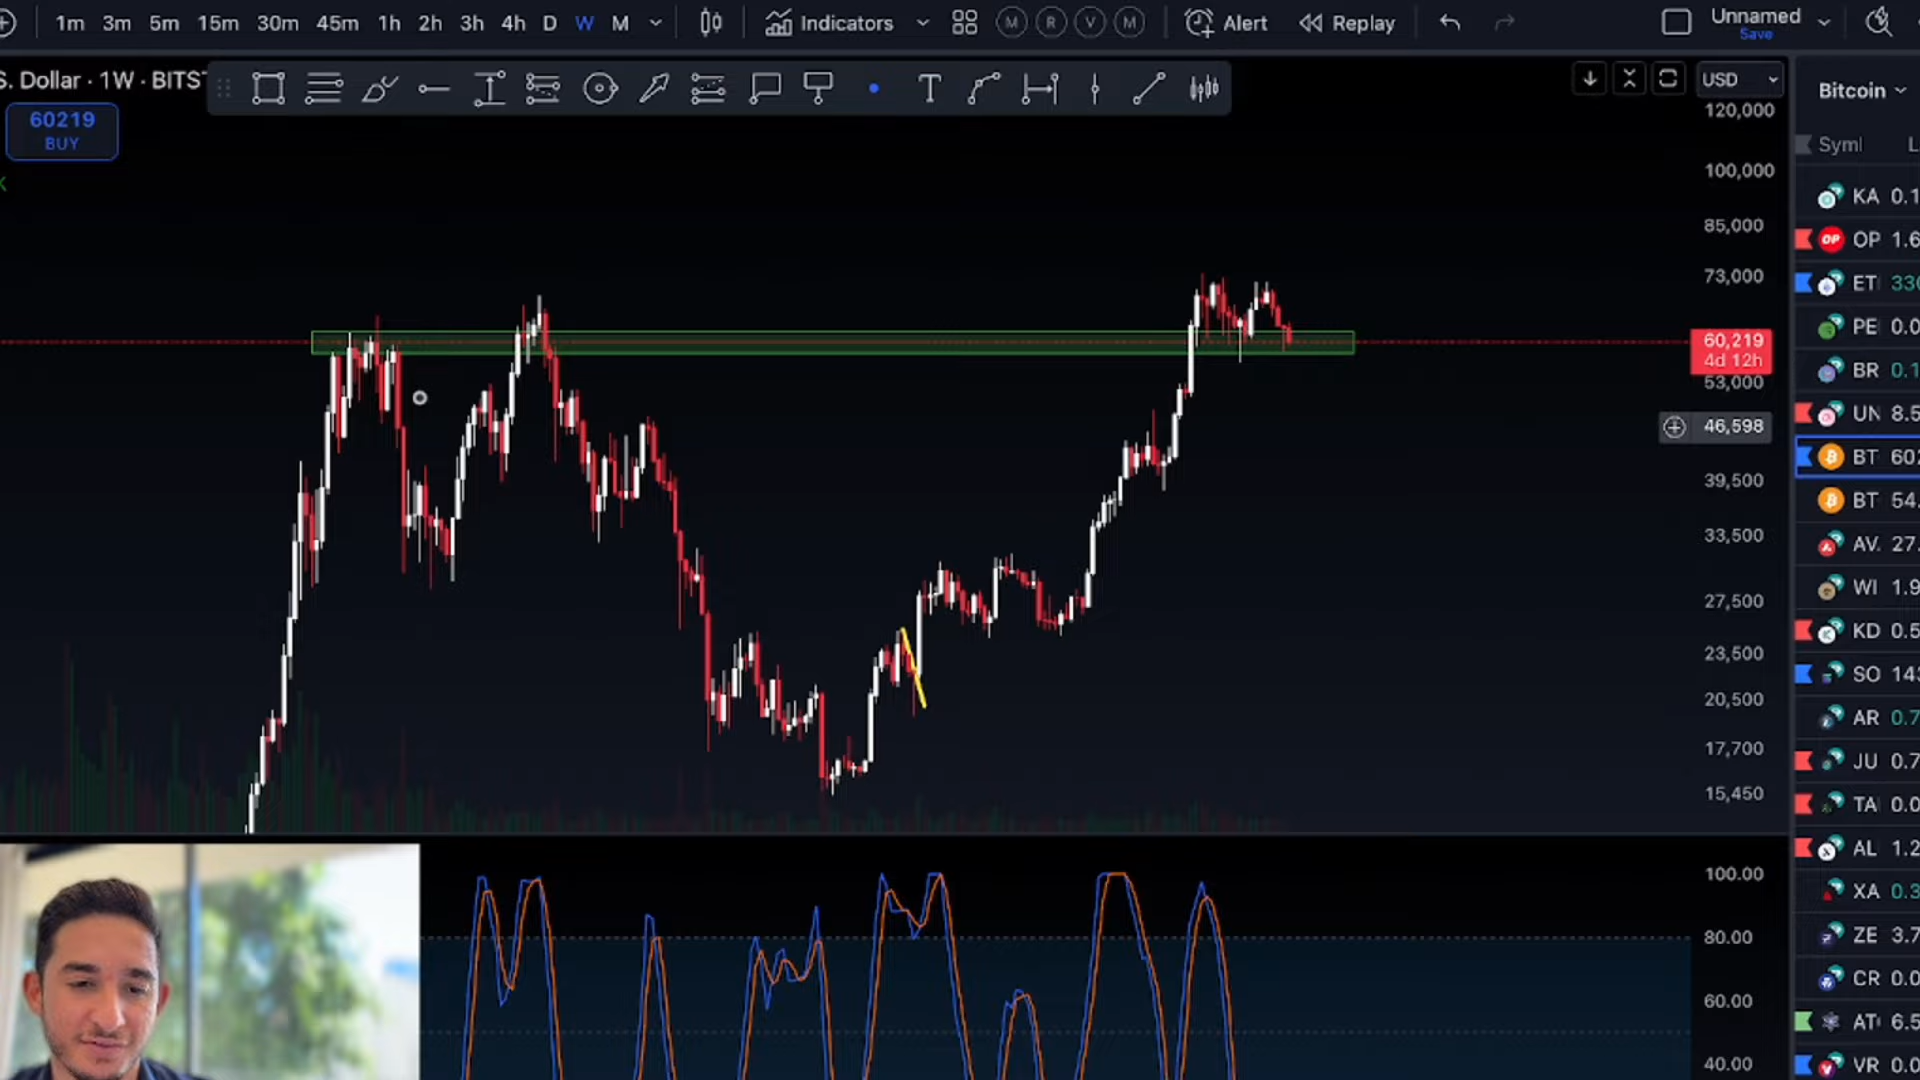 1m 3m 5m 15m 30m 45m 1h 2h 3h 4h D W M Indicators M R V M Alert Replay Unnamed
Save
S. Dollar · 1W · BITST
T
USD
Bitcoin
60219
BUY
K
120,000
100,000
85,000
73,000
60,219
4d 12h
53,000
46,598
39,500
33,500
27,500
23,500
20,500
17,700
15,450
100.00
80.00
60.00
40.00
Syml L
KA 0.1
OP OP 1.6
ET 330
PE 0.0
BR 0.1
UN 8.5
BT 602
BT 54.
AV. 27.
WI 1.9
KD 0.5
SO 143
AR 0.7
JU 0.7
TA 0.0
AL 1.2
XA 0.3
ZE 3.7
CR 0.0
AT 6.5
VR 0.0